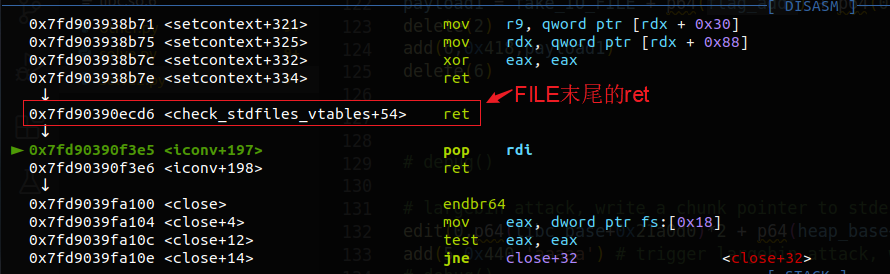 [ DISASM ]
0x7fd903938b71 <setcontext+321> mov r9, qword ptr [rdx + 0x30]
0x7fd903938b75 <setcontext+325> mov rdx, qword ptr [rdx + 0x88]
0x7fd903938b7c <setcontext+332> xor eax, eax
0x7fd903938b7e <setcontext+334> ret
↓
0x7fd90390ecd6 <check_stdfiles_vtables+54> ret
FILE末尾的ret
↓
► 0x7fd90390f3e5 <iconv+197> pop rdi
0x7fd90390f3e6 <iconv+198> ret
↓
0x7fd9039fa100 <close> endbr64
0x7fd9039fa104 <close+4> mov eax, dword ptr fs:[0x18]
0x7fd9039fa10c <close+12> test eax, eax
0x7fd9039fa10e <close+14> jne close+32 <close+32>